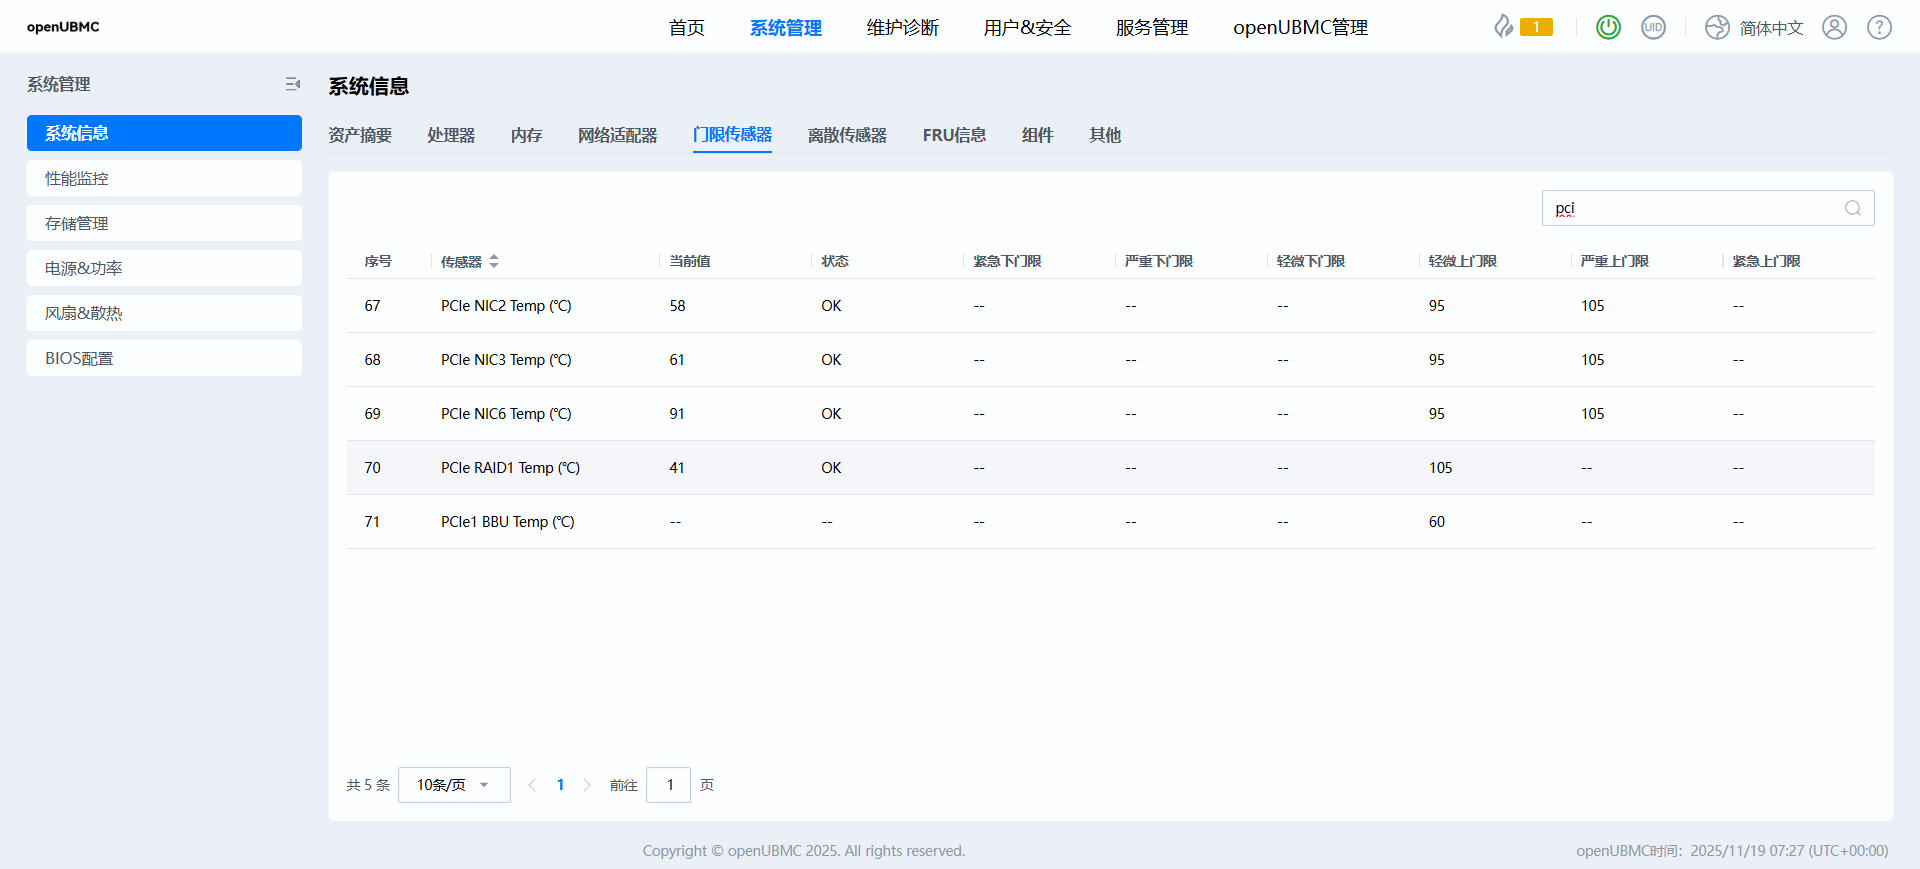 openUBMC 首页 系统管理 维护诊断 用户&安全 服务管理 openUBMC管理 1 UID 简体中文 ?
系统管理
系统信息
性能监控
存储管理
电源&功率
风扇&散热
BIOS配置
系统信息
资产摘要 处理器 内存 网络适配器 门限传感器 离散传感器 FRU信息 组件 其他
pci
序号 传感器 当前值 状态 紧急下门限 严重下门限 轻微下门限 轻微上门限 严重上门限 紧急上门限
67 PCIe NIC2 Temp (℃) 58 OK -- -- -- 95 105 --
68 PCIe NIC3 Temp (℃) 61 OK -- -- -- 95 105 --
69 PCIe NIC6 Temp (℃) 91 OK -- -- -- 95 105 --
70 PCIe RAID1 Temp (℃) 41 OK -- -- -- 105 -- --
71 PCIe1 BBU Temp (℃) -- -- -- -- -- 60 -- --
共 5 条 10条/页 1 前往 1 页
Copyright © openUBMC 2025. All rights reserved.
openUBMC时间：2025/11/19 07:27 (UTC+00:00)